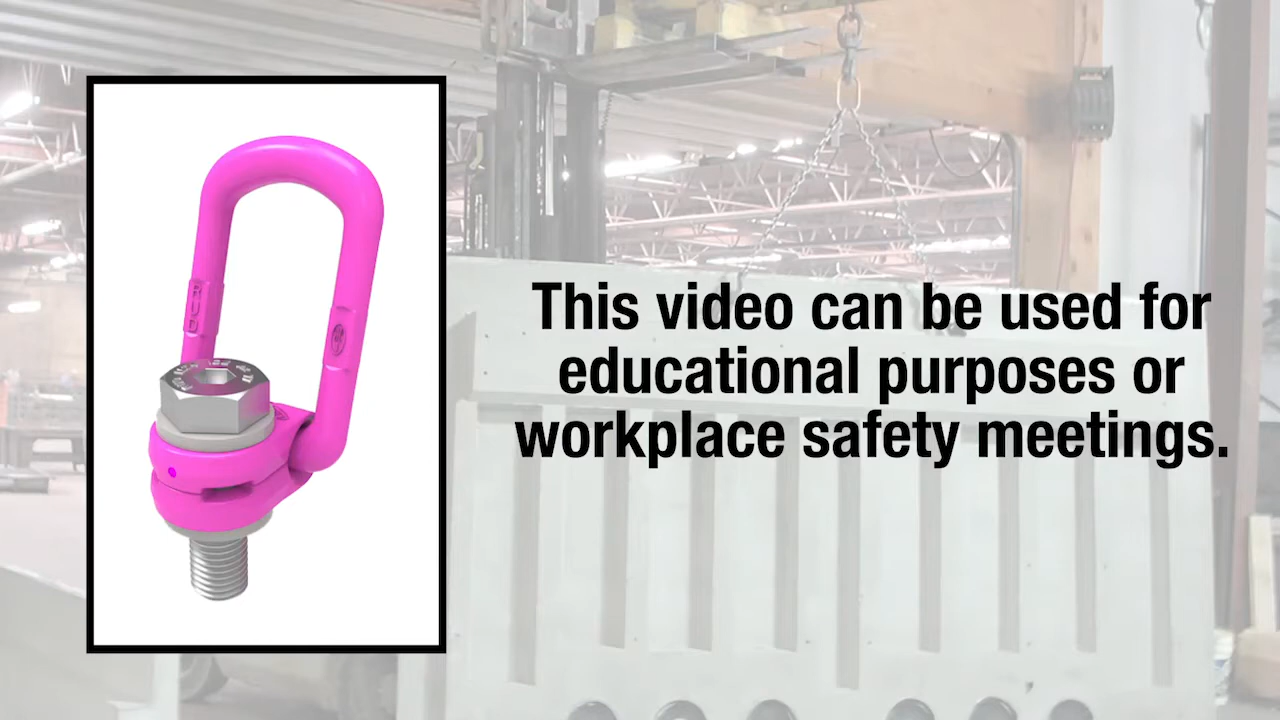 This video can be used for
educational purposes or
workplace safety meetings.